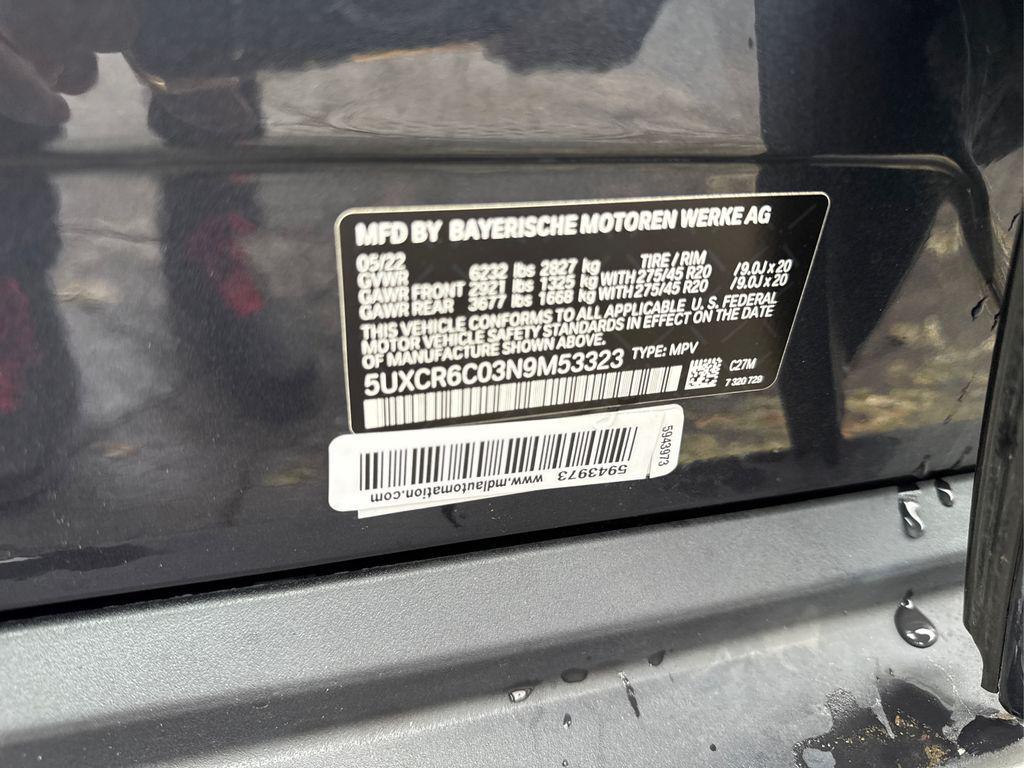 MFD BY BAYERISCHE MOTOREN WERKE AG
05/22 TIRE / RIM
GVWR 6232 lbs 2827 kg
GAWR FRONT 2921 lbs 1325 kg WITH 275/45 R20 /9.0J x 20
GAWR REAR 3677 lbs 1668 kg WITH 275/45 R20 /9.0J x 20
THIS VEHICLE CONFORMS TO ALL APPLICABLE U. S. FEDERAL
MOTOR VEHICLE SAFETY STANDARDS IN EFFECT ON THE DATE
OF MANUFACTURE SHOWN ABOVE.
5UXCR6C03N9M53323 TYPE: MPV
C27M
7 320 729
5943973
5943973
www.mdlautomation.com